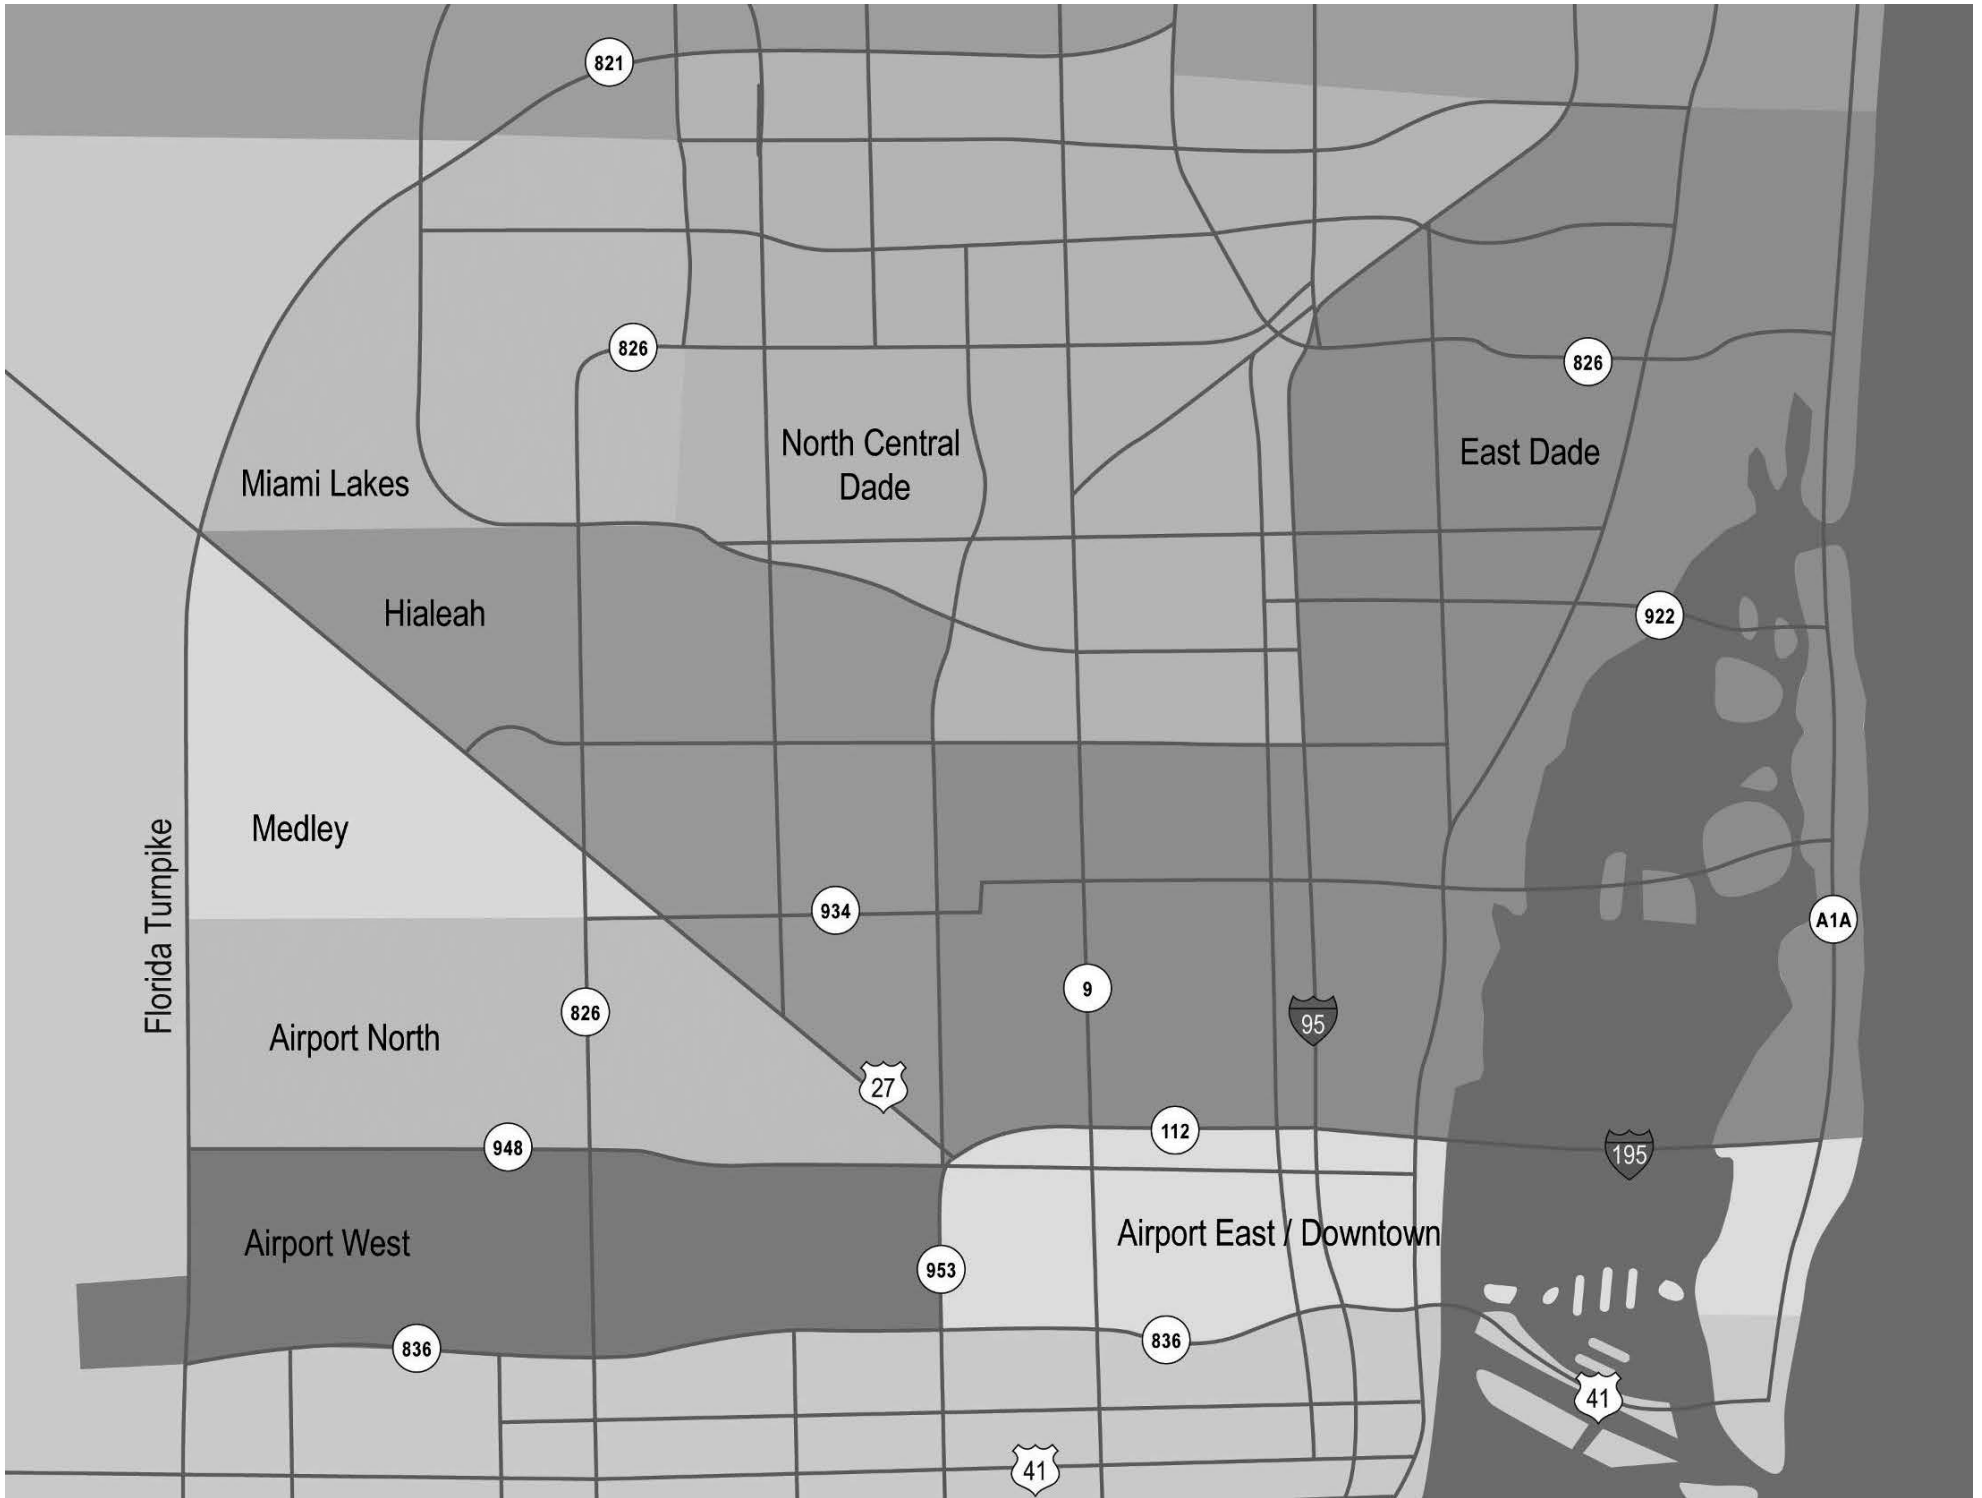 821
826
826
North Central
Dade
East Dade
Miami Lakes
Hialeah
922
Medley
Florida Turnpike
934
A1A
9
826
95
Airport North
27
112
948
195
Airport West
Airport East / Downtown
953
836
836
41
41